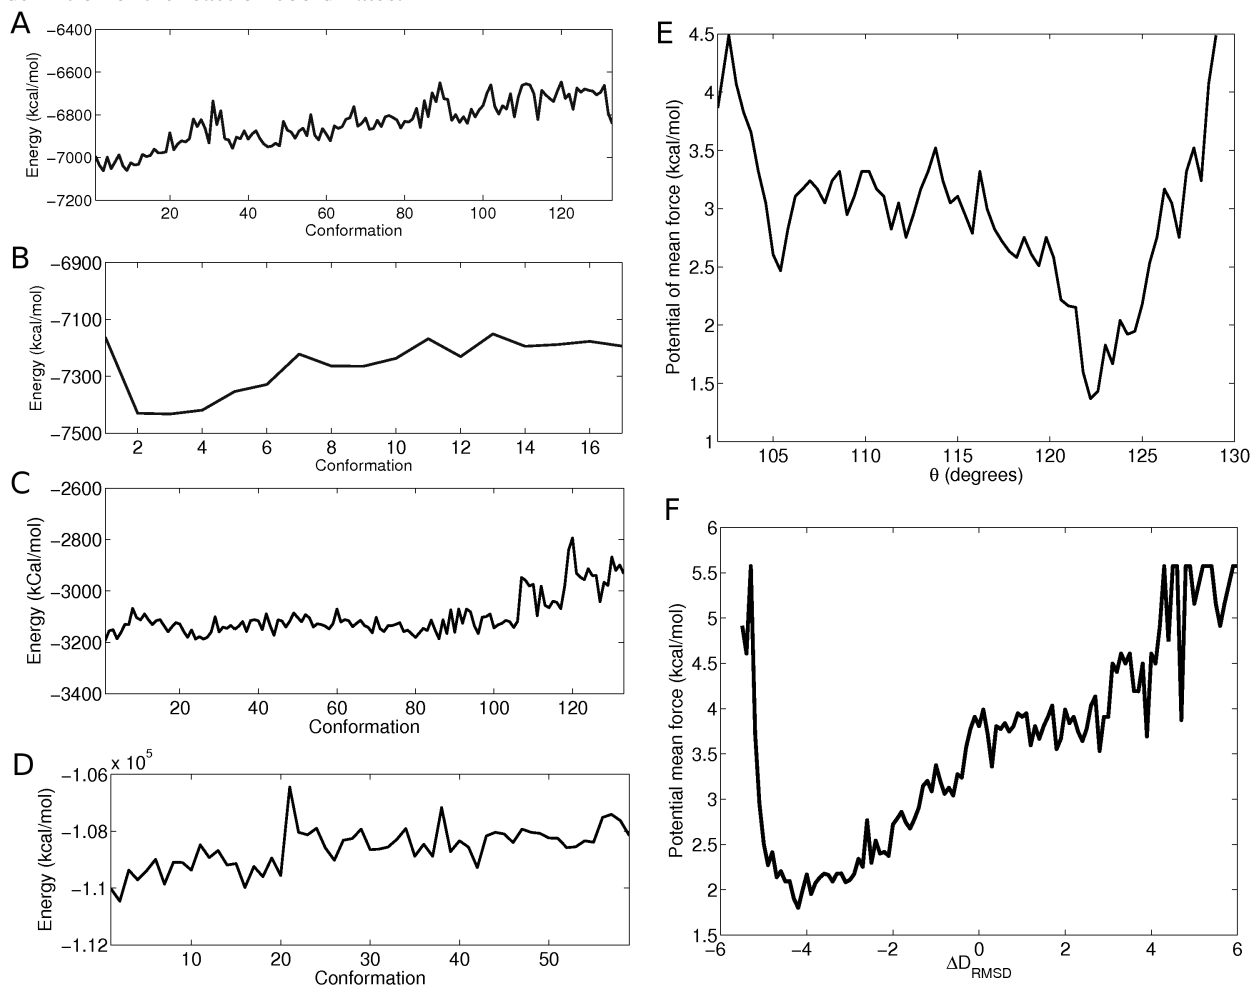 A
−6400
−6600
−6800
−7000
−7200
Energy (kcal/mol)
20 40 60 80 100 120
Conformation
B
−6900
−7100
−7300
−7500
Energy (kcal/mol)
2 4 6 8 10 12 14 16
Conformation
C
−2600
−2800
−3000
−3200
−3400
Energy (kCal/mol)
20 40 60 80 100 120
Conformation
D
x 10^5
−1.06
−1.08
−1.1
−1.12
Energy (kcal/mol)
10 20 30 40 50
Conformation
E
4.5
4
3.5
3
2.5
2
1.5
1
Potential of mean force (kcal/mol)
105 110 115 120 125 130
θ (degrees)
F
6
5.5
5
4.5
4
3.5
3
2.5
2
1.5
Potential mean force (kcal/mol)
−6 −4 −2 0 2 4 6
ΔD_RMSD